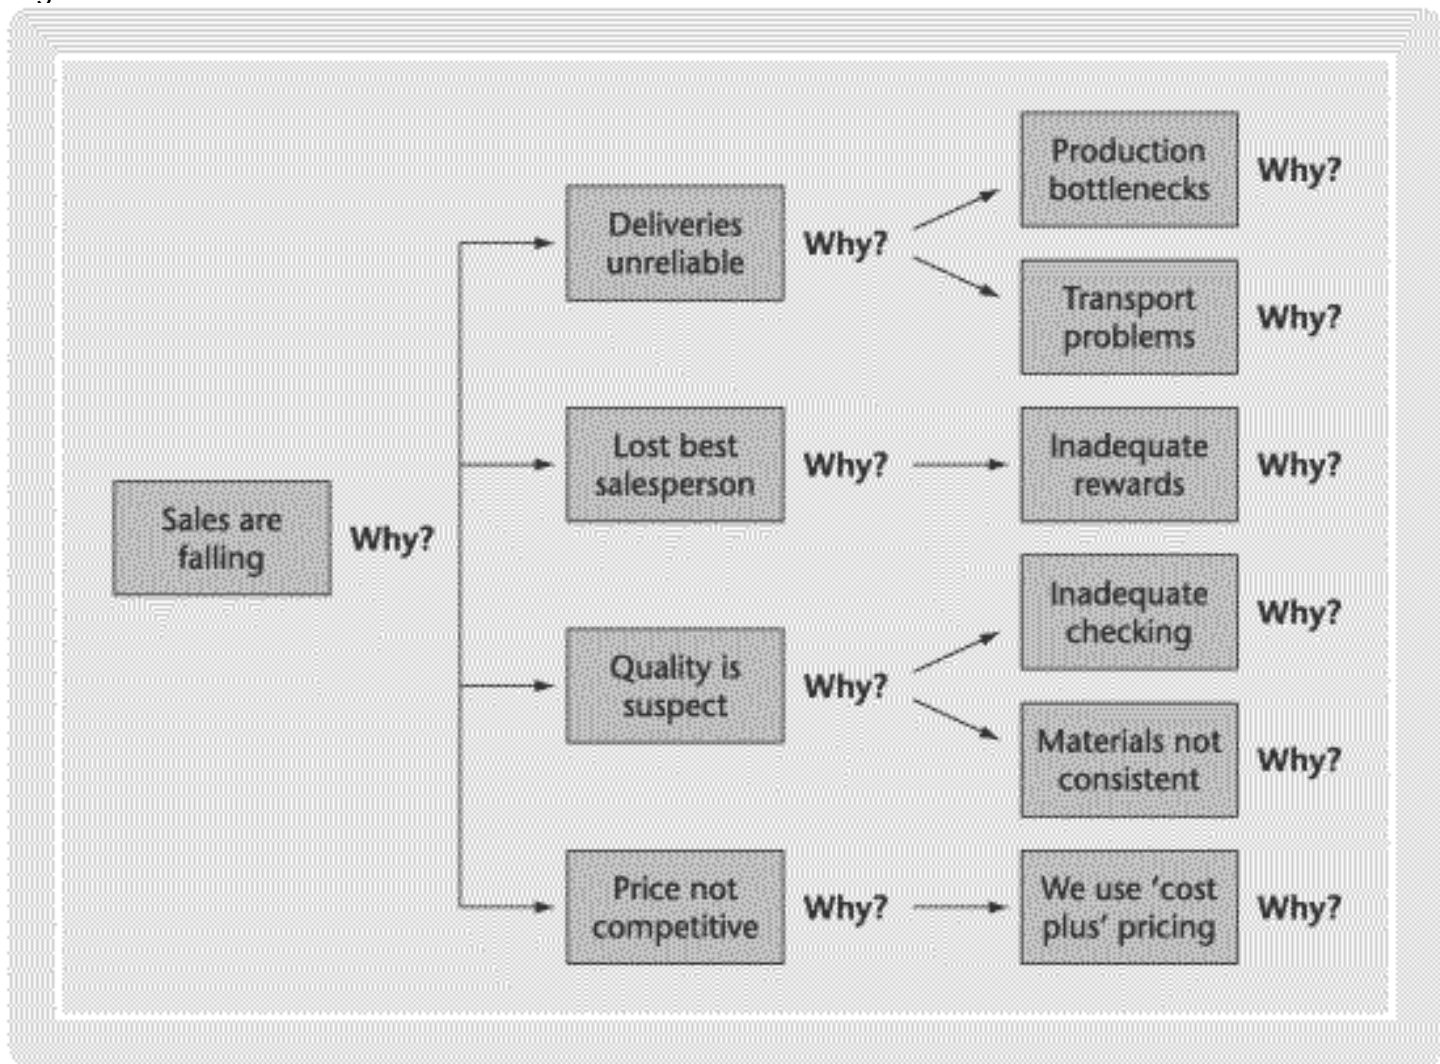 Sales are
falling
Why?
Deliveries
unreliable
Why?
Production
bottlenecks
Why?
Transport
problems
Why?
Lost best
salesperson
Why?
Inadequate
rewards
Why?
Quality is
suspect
Why?
Inadequate
checking
Why?
Materials not
consistent
Why?
Price not
competitive
Why?
We use ‘cost
plus’ pricing
Why?